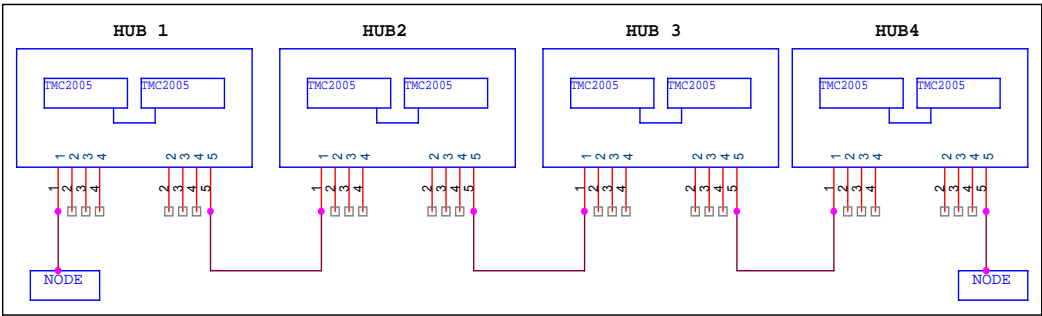 HUB 1 HUB2 HUB 3 HUB4
TMC2005 TMC2005 TMC2005 TMC2005 TMC2005 TMC2005 TMC2005 TMC2005
1 2 3 4 2 3 4 5 1 2 3 4 2 3 4 5 1 2 3 4 2 3 4 5 1 2 3 4 2 3 4 5
1 2 3 4 2 3 4 5 1 2 3 4 2 3 4 5 1 2 3 4 2 3 4 5 1 2 3 4 2 3 4 5
NODE NODE